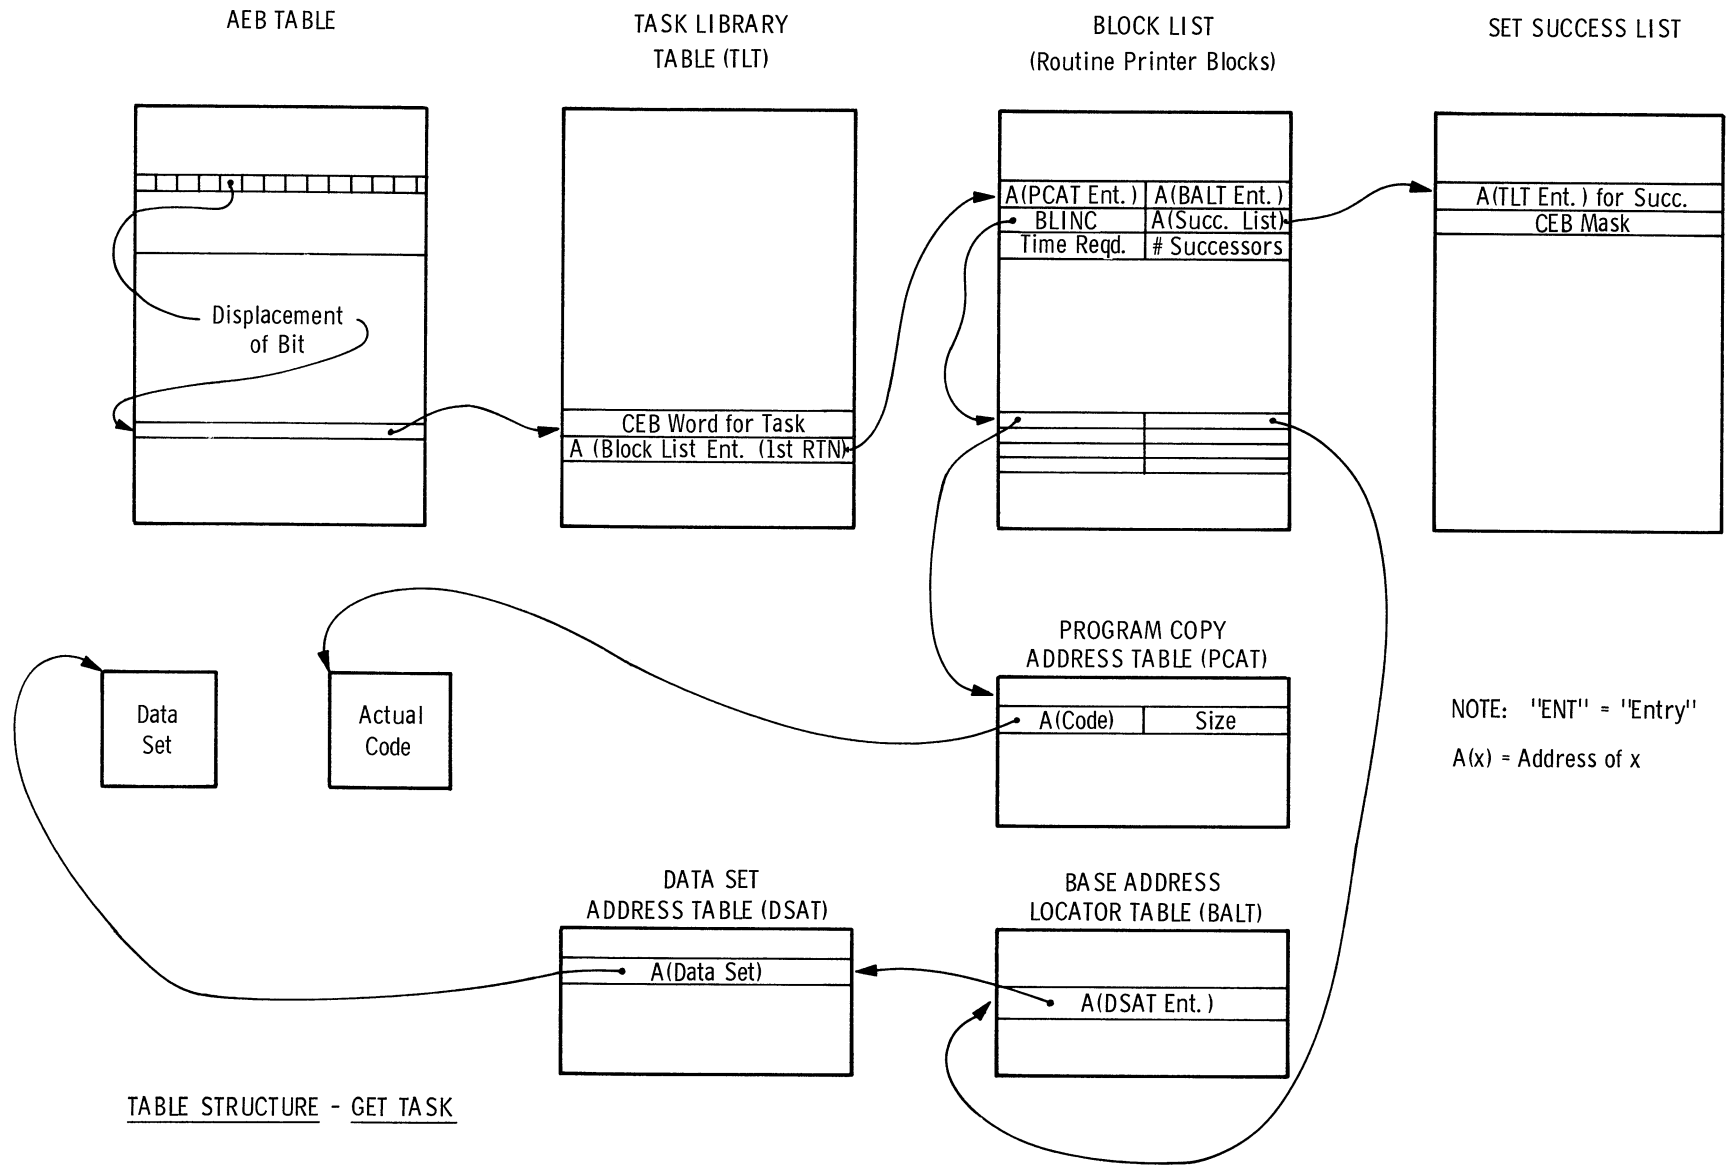 AEB TABLE
TASK LIBRARY
TABLE (TLT)
BLOCK LIST
(Routine Printer Blocks)
SET SUCCESS LIST
Displacement
of Bit
CEB Word for Task
A (Block List Ent. (1st RTN)
A(PCAT Ent.) A(BALT Ent.)
BLINC A(Succ. List)
Time Reqd. # Successors
A(TLT Ent.) for Succ.
CEB Mask
Data
Set
Actual
Code
PROGRAM COPY
ADDRESS TABLE (PCAT)
A(Code) Size
NOTE: "ENT" = "Entry"
A(x) = Address of x
DATA SET
ADDRESS TABLE (DSAT)
A(Data Set)
BASE ADDRESS
LOCATOR TABLE (BALT)
A(DSAT Ent.)
TABLE STRUCTURE - GET TASK